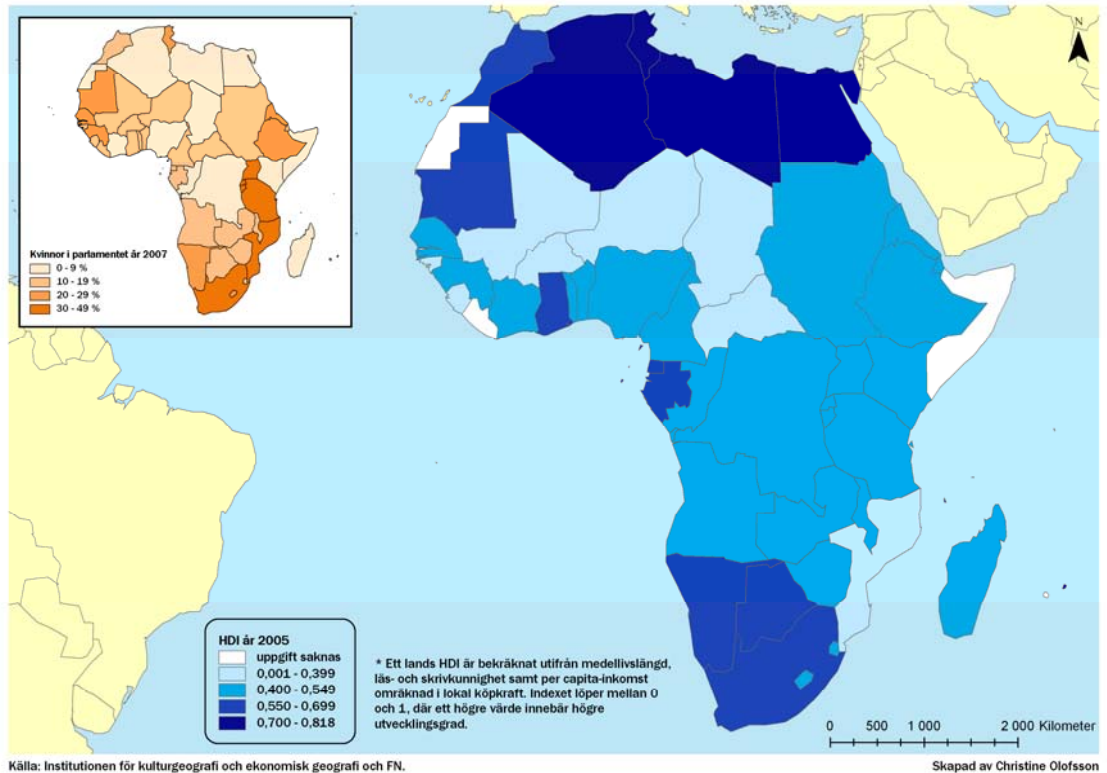 Kvinnor i parlamentet år 2007
0 - 9 %
10 - 19 %
20 - 29 %
30 - 49 %
N
HDI år 2005
uppgift saknas
0,001 - 0,399
0,400 - 0,549
0,550 - 0,699
0,700 - 0,818
* Ett lands HDI är bekräknat utifrån medellivslängd,
läs- och skrivkunnighet samt per capita-inkomst
omräknad i lokal köpkraft. Indexet löper mellan 0
och 1, där ett högre värde innebär högre
utvecklingsgrad.
0 500 1 000 2 000 Kilometer
Källa: Institutionen för kulturgeografi och ekonomisk geografi och FN.
Skapad av Christine Olofsson